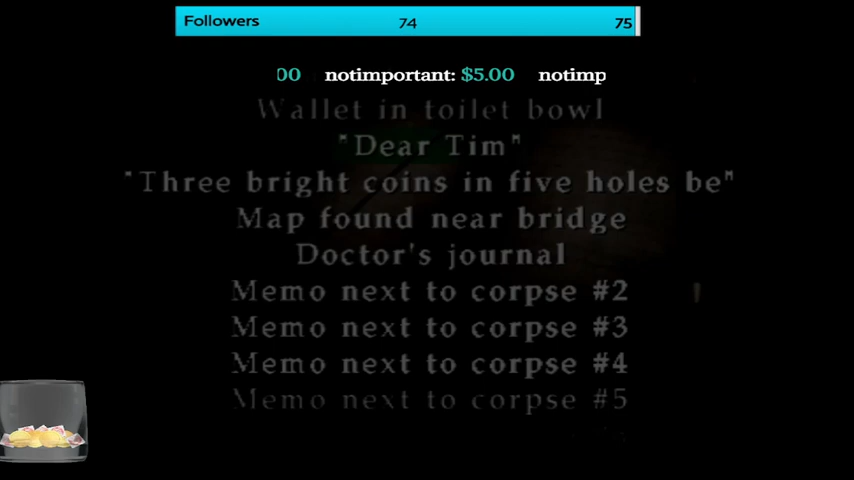 Followers 74 75
00 notimportant: $5.00 notimp
Wallet in toilet bowl
"Dear Tim"
"Three bright coins in five holes be"
Map found near bridge
Doctor's journal
Memo next to corpse #2
Memo next to corpse #3
Memo next to corpse #4
Memo next to corpse #5